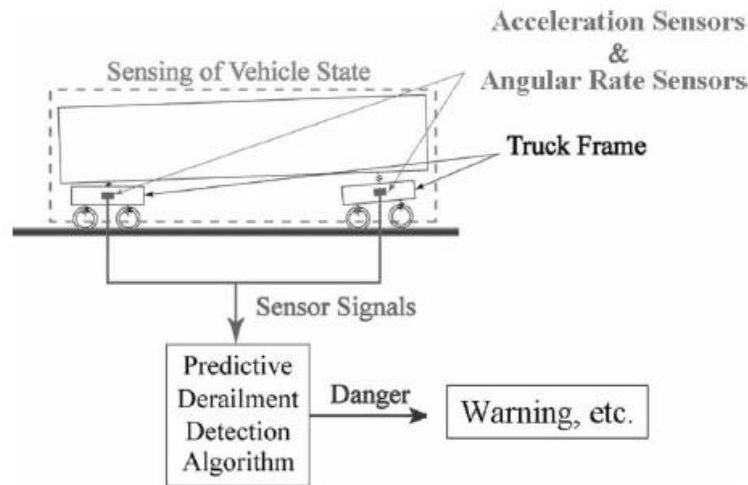 Acceleration Sensors
&
Angular Rate Sensors
Sensing of Vehicle State
Truck Frame
Sensor Signals
Predictive
Derailment
Detection
Algorithm
Danger
Warning, etc.